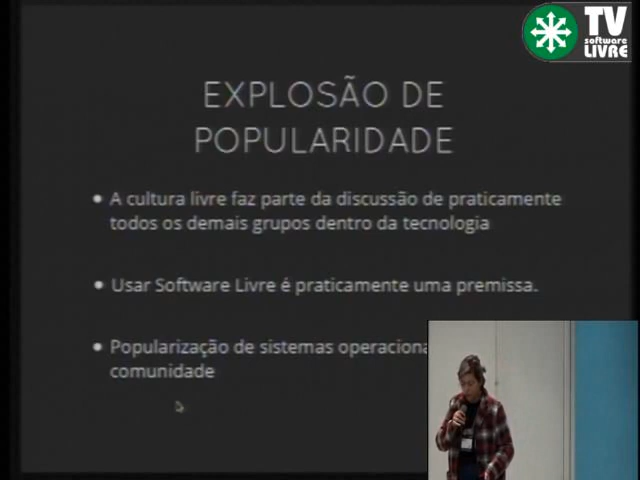 TV
software
LIVRE
EXPLOSÃO DE
POPULARIDADE
• A cultura livre faz parte da discussão de praticamente
todos os demais grupos dentro da tecnologia
• Usar Software Livre é praticamente uma premissa.
• Popularização de sistemas operaciona
comunidade